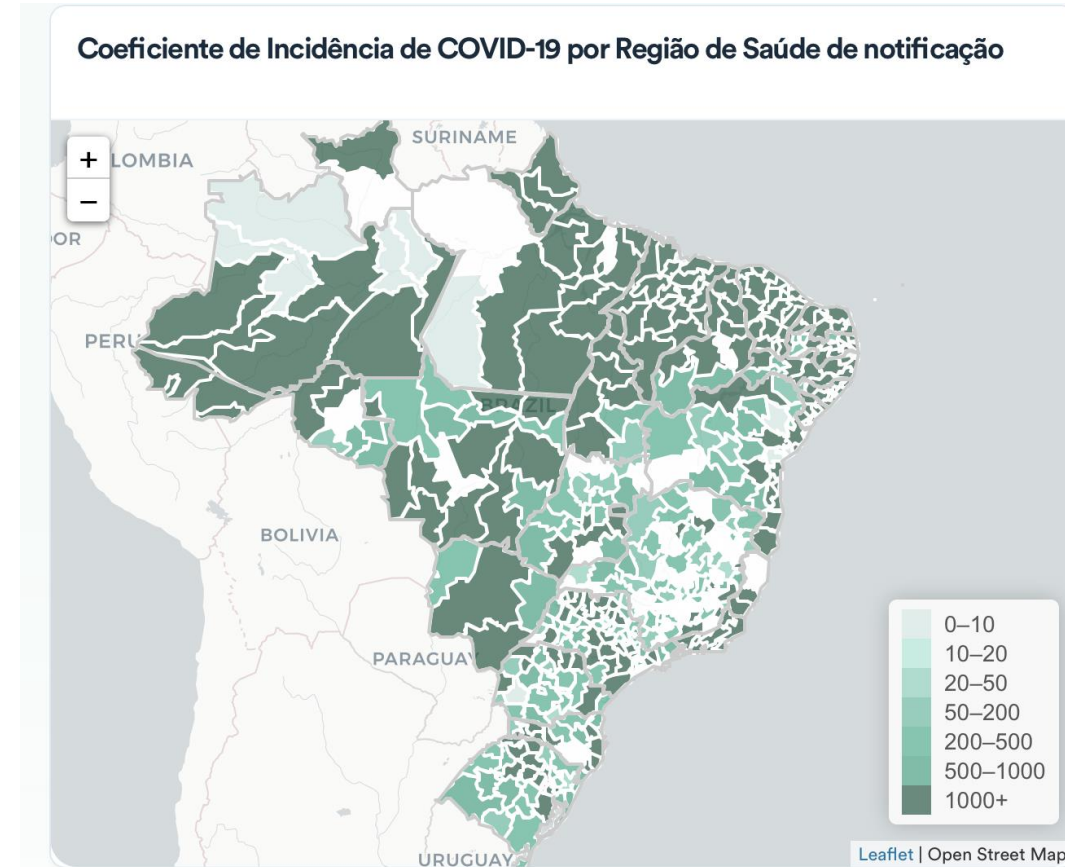 Coeficiente de Incidência de COVID-19 por Região de Saúde de notificação
+
−
SURINAME
LOMBIA
OR
PERU
BRAZIL
BOLIVIA
PARAGUAY
URUGUAY
0–10
10–20
20–50
50–200
200–500
500–1000
1000+
Leaflet | Open Street Map